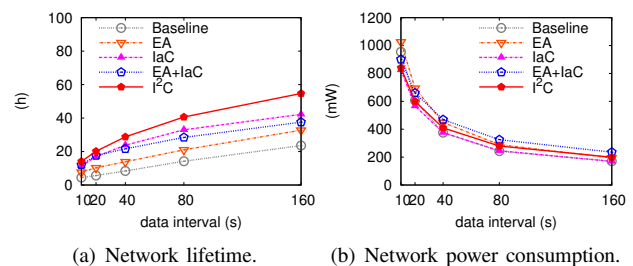 100
80
60
40
20
0
(h)
Baseline
EA
IaC
EA+IaC
I²C
10 20 40 80 160
data interval (s)
(a) Network lifetime.
1200
1000
800
600
400
200
0
(mW)
Baseline
EA
IaC
EA+IaC
I²C
10 20 40 80 160
data interval (s)
(b) Network power consumption.